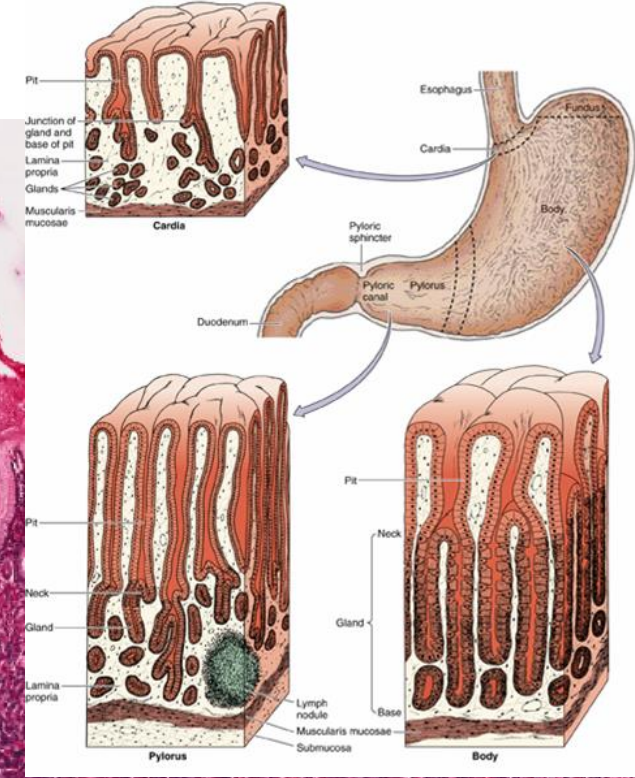 Pit
Junction of
gland and
base of pit
Lamina
propria
Glands
Muscularis
mucosae
Cardia
Esophagus
Fundus
Cardia
Body
Pyloric
sphincter
Pyloric
canal
Pylorus
Duodenum
Pit
Neck
Gland
Lamina
propria
Lymph
nodule
Muscularis mucosae
Submucosa
Pylorus
Pit
Neck
Gland
Base
Body